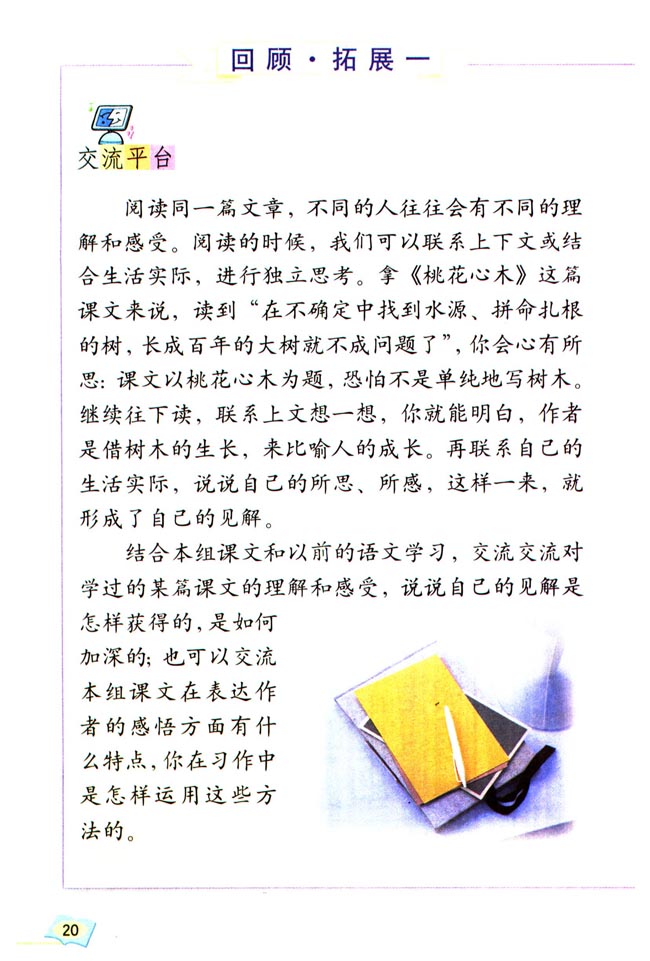 回顾·拓展一
交流平台
阅读同一篇文章，不同的人往往会有不同的理
解和感受。阅读的时候，我们可以联系上下文或结
合生活实际，进行独立思考。拿《桃花心木》这篇
课文来说，读到“在不确定中找到水源、拼命扎根
的树，长成百年的大树就不成问题了”，你会心有所
思：课文以桃花心木为题，恐怕不是单纯地写树木。
继续往下读，联系上文想一想，你就能明白，作者
是借树木的生长，来比喻人的成长。再联系自己的
生活实际，说说自己的所思、所感，这样一来，就
形成了自己的见解。
结合本组课文和以前的语文学习，交流交流对
学过的某篇课文的理解和感受，说说自己的见解是
怎样获得的，是如何
加深的；也可以交流
本组课文在表达作
者的感悟方面有什
么特点，你在习作中
是怎样运用这些方
法的。
20